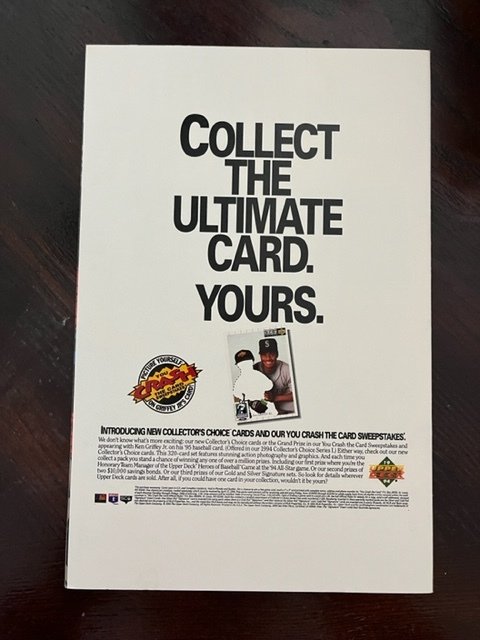 COLLECT
THE
ULTIMATE
CARD.
YOURS.
PICTURE YOURSELF
YOU
CRASH
THE CARD
ON GRIFFEY JR'S CARD!
S
INTRODUCING NEW COLLECTOR'S CHOICE CARDS AND OUR YOU CRASH THE CARD SWEEPSTAKES.
We don't know what's more exciting: our new Collector's Choice cards or the Grand Prize in our You Crash the Card Sweepstakes and
appearing with Ken Griffey Jr. on his '95 baseball card. (Offered in our 1994 Collector's Choice Series I.) Either way, check out our new
Collector's Choice cards. This 320-card set features stunning action photography and graphics. And each time you
collect a pack you stand a chance of winning any one of over a million prizes. Including our first prize where you're the
Honorary Team Manager of the Upper Deck Heroes of Baseball Game at the '94 All-Star game. Or our second prizes of
two $10,000 savings bonds. Or our third prizes of our Gold and Silver Signature sets. So look for details wherever
Upper Deck cards are sold. After all, if you could have one card in your collection, wouldn't it be yours?
UPPER
DECK